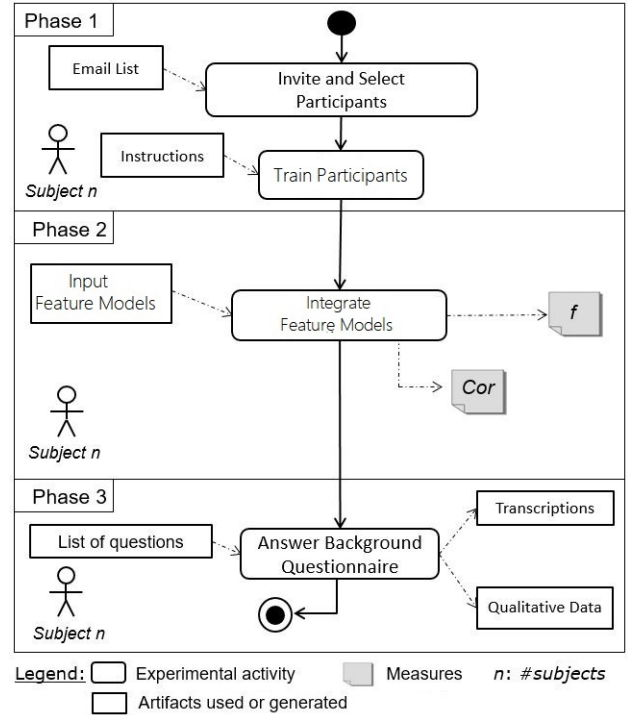 Phase 1
Email List
Invite and Select
Participants
Instructions
Train Participants
Subject n
Phase 2
Input
Feature Models
Integrate
Feature Models
f
Cor
Subject n
Phase 3
List of questions
Answer Background
Questionnaire
Transcriptions
Qualitative Data
Subject n
Legend: Experimental activity Measures n: #subjects
Artifacts used or generated